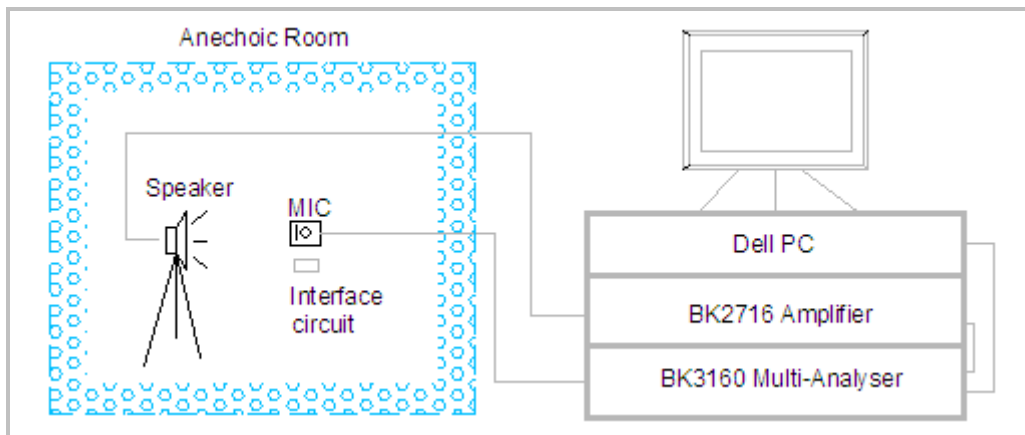 Anechoic Room
Speaker
MIC
Interface
circuit
Dell PC
BK2716 Amplifier
BK3160 Multi-Analyser